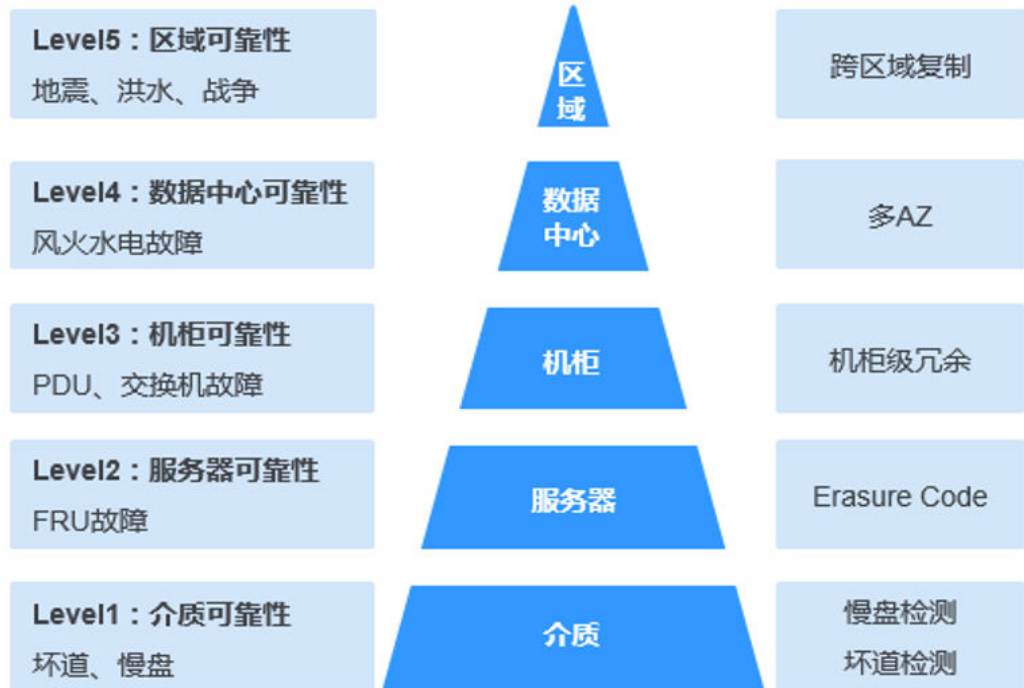 Level5：区域可靠性
地震、洪水、战争
区
域
跨区域复制
Level4：数据中心可靠性
风火水电故障
数据
中心
多AZ
Level3：机柜可靠性
PDU、交换机故障
机柜
机柜级冗余
Level2：服务器可靠性
FRU故障
服务器
Erasure Code
Level1：介质可靠性
坏道、慢盘
介质
慢盘检测
坏道检测